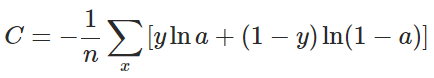 C = -\frac{1}{n} \sum_{x} [y \ln a + (1 - y) \ln(1 - a)]